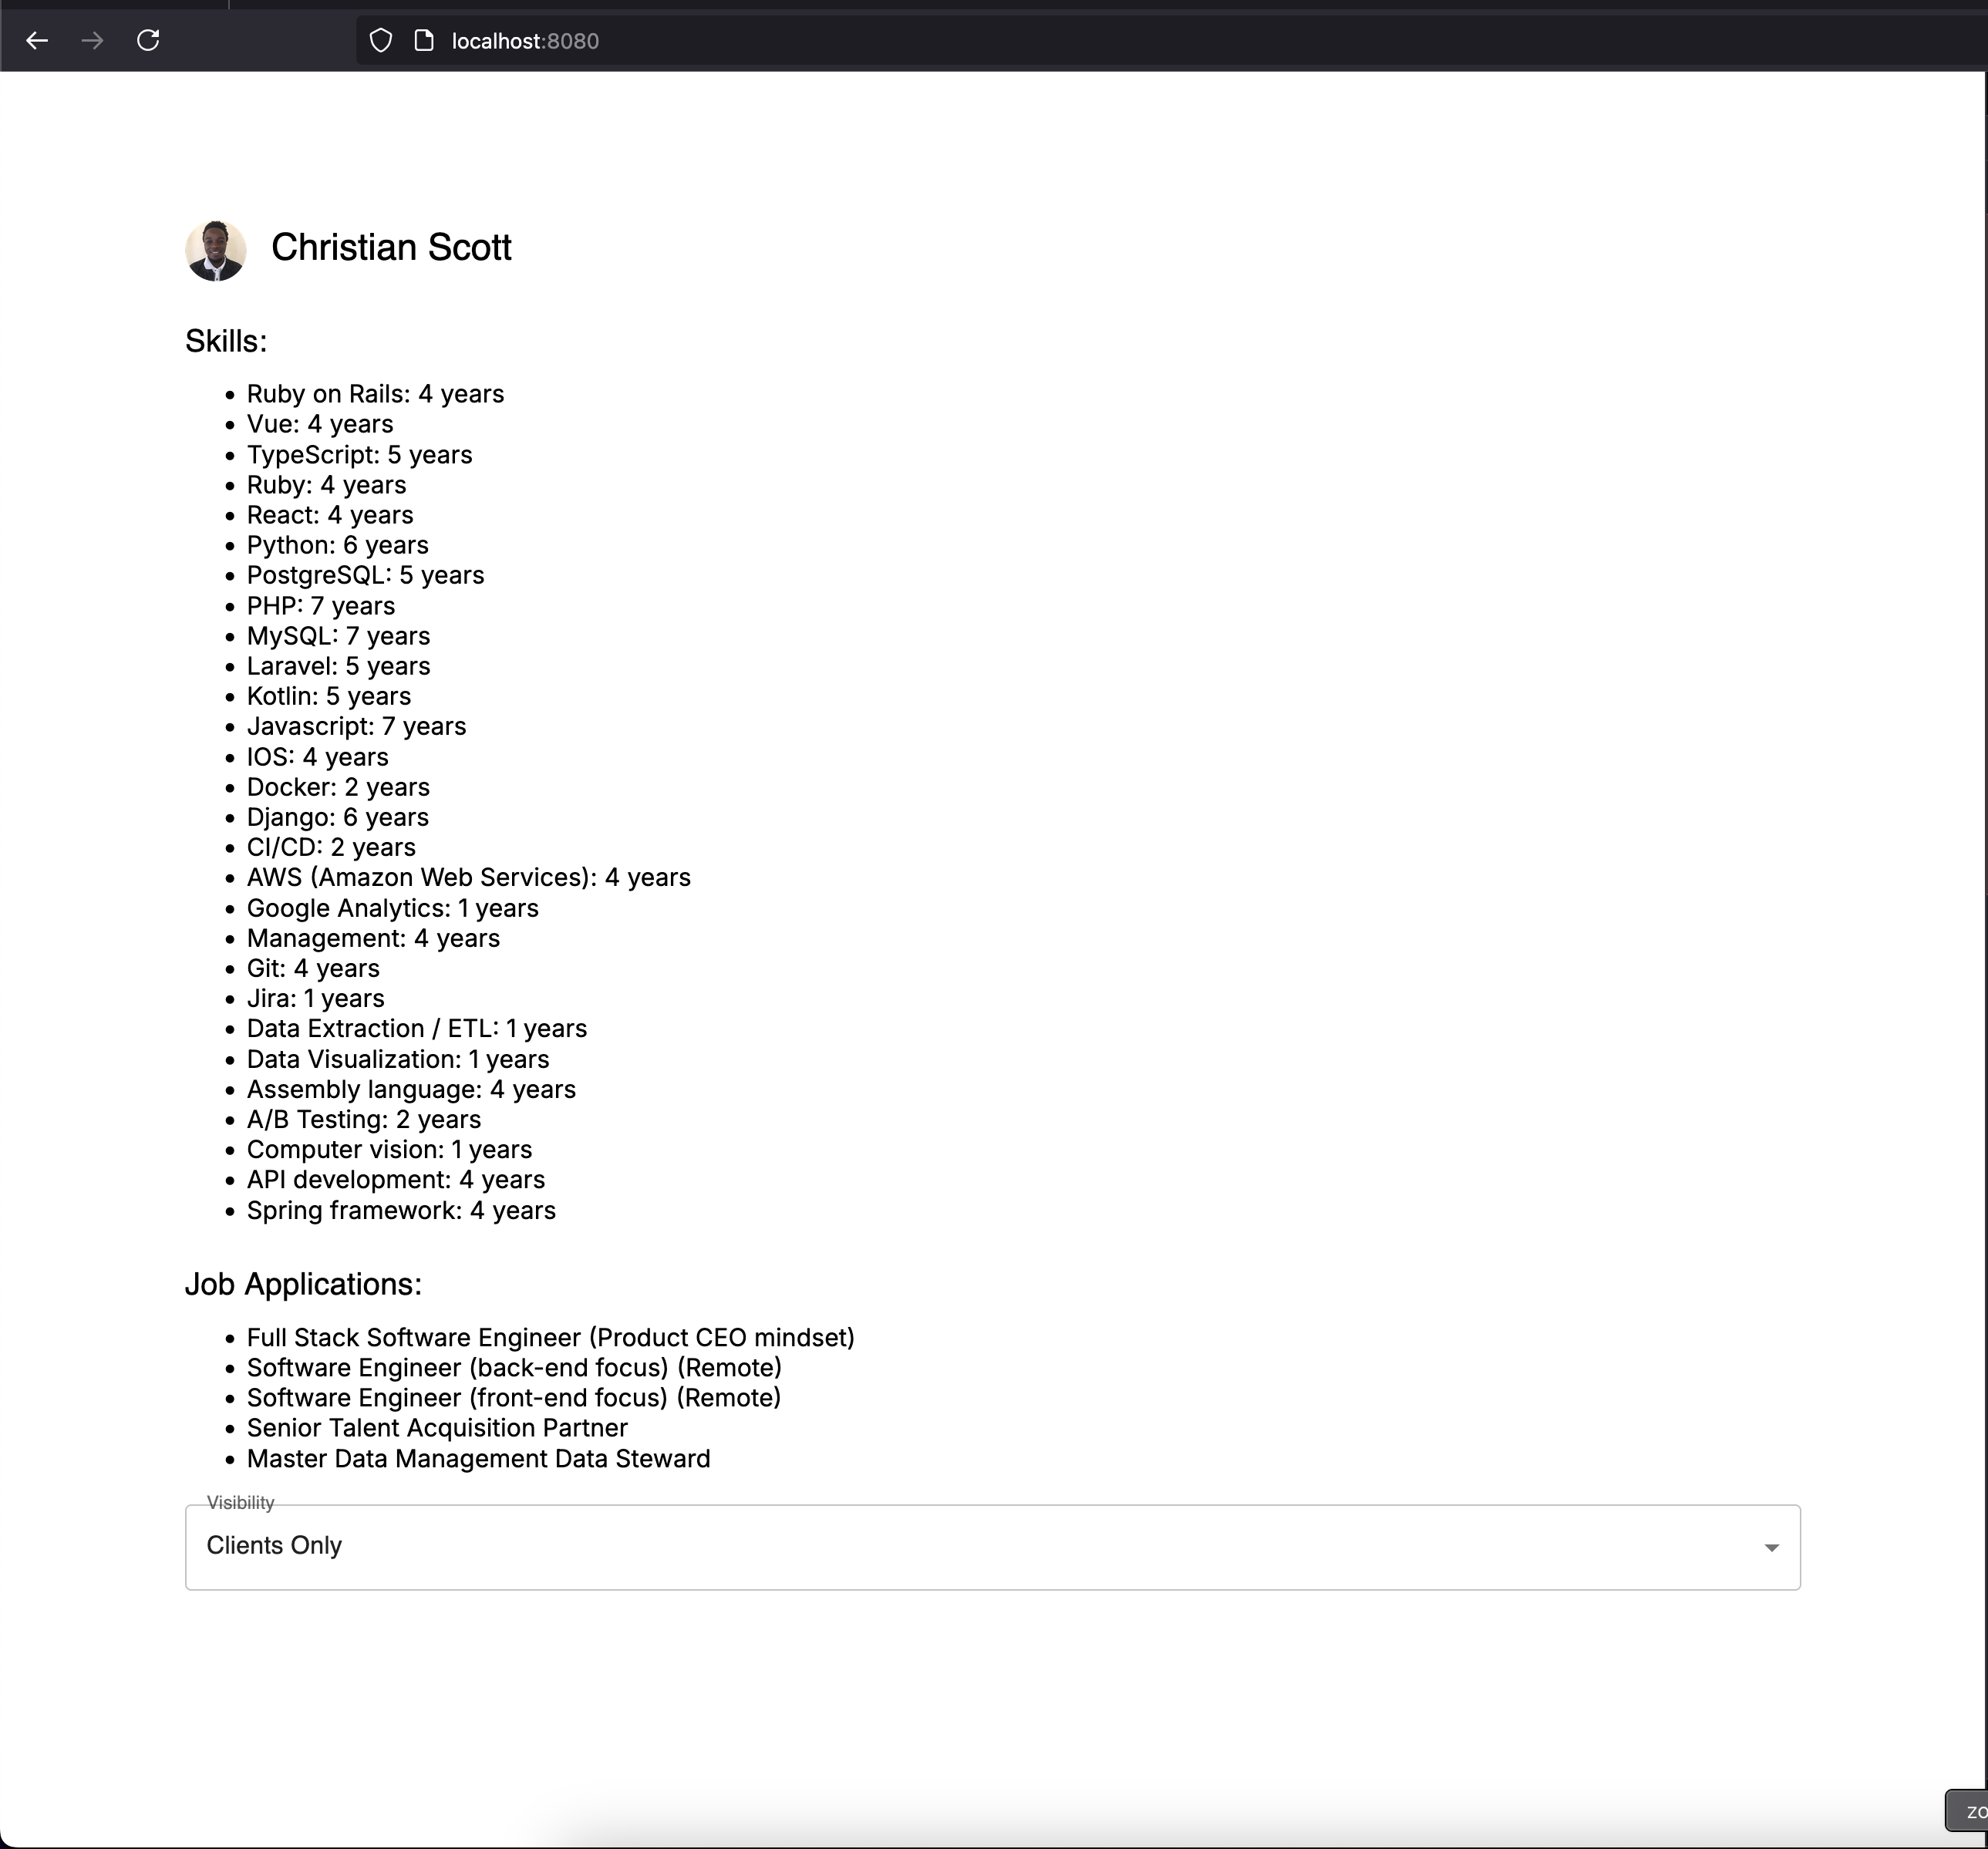 localhost:8080
Christian Scott
Skills:
Ruby on Rails: 4 years
Vue: 4 years
TypeScript: 5 years
Ruby: 4 years
React: 4 years
Python: 6 years
PostgreSQL: 5 years
PHP: 7 years
MySQL: 7 years
Laravel: 5 years
Kotlin: 5 years
Javascript: 7 years
IOS: 4 years
Docker: 2 years
Django: 6 years
CI/CD: 2 years
AWS (Amazon Web Services): 4 years
Google Analytics: 1 years
Management: 4 years
Git: 4 years
Jira: 1 years
Data Extraction / ETL: 1 years
Data Visualization: 1 years
Assembly language: 4 years
A/B Testing: 2 years
Computer vision: 1 years
API development: 4 years
Spring framework: 4 years
Job Applications:
Full Stack Software Engineer (Product CEO mindset)
Software Engineer (back-end focus) (Remote)
Software Engineer (front-end focus) (Remote)
Senior Talent Acquisition Partner
Master Data Management Data Steward
Visibility
Clients Only